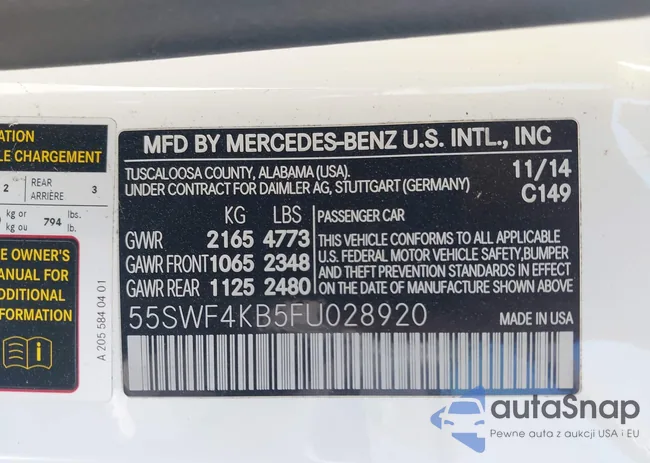 ATION
LE CHARGEMENT
2 REAR ARRIÈRE 3
kg or kg ou 794 lbs. lb.
E OWNER'S
ANUAL FOR
DDITIONAL
ORMATION
A 205 584 04 01
MFD BY MERCEDES-BENZ U.S. INTL., INC
TUSCALOOSA COUNTY, ALABAMA (USA). 11/14
UNDER CONTRACT FOR DAIMLER AG, STUTTGART (GERMANY) C149
KG LBS
GWR 2165 4773
GAWR FRONT 1065 2348
GAWR REAR 1125 2480
PASSENGER CAR
THIS VEHICLE CONFORMS TO ALL APPLICABLE
U.S. FEDERAL MOTOR VEHICLE SAFETY,BUMPER
AND THEFT PREVENTION STANDARDS IN EFFECT
ON THE DATE OF MANUFACTURE SHOWN ABOVE
55SWF4KB5FU028920
MADE IN USA
autaSnap
Pewne auta z aukcji USA i EU